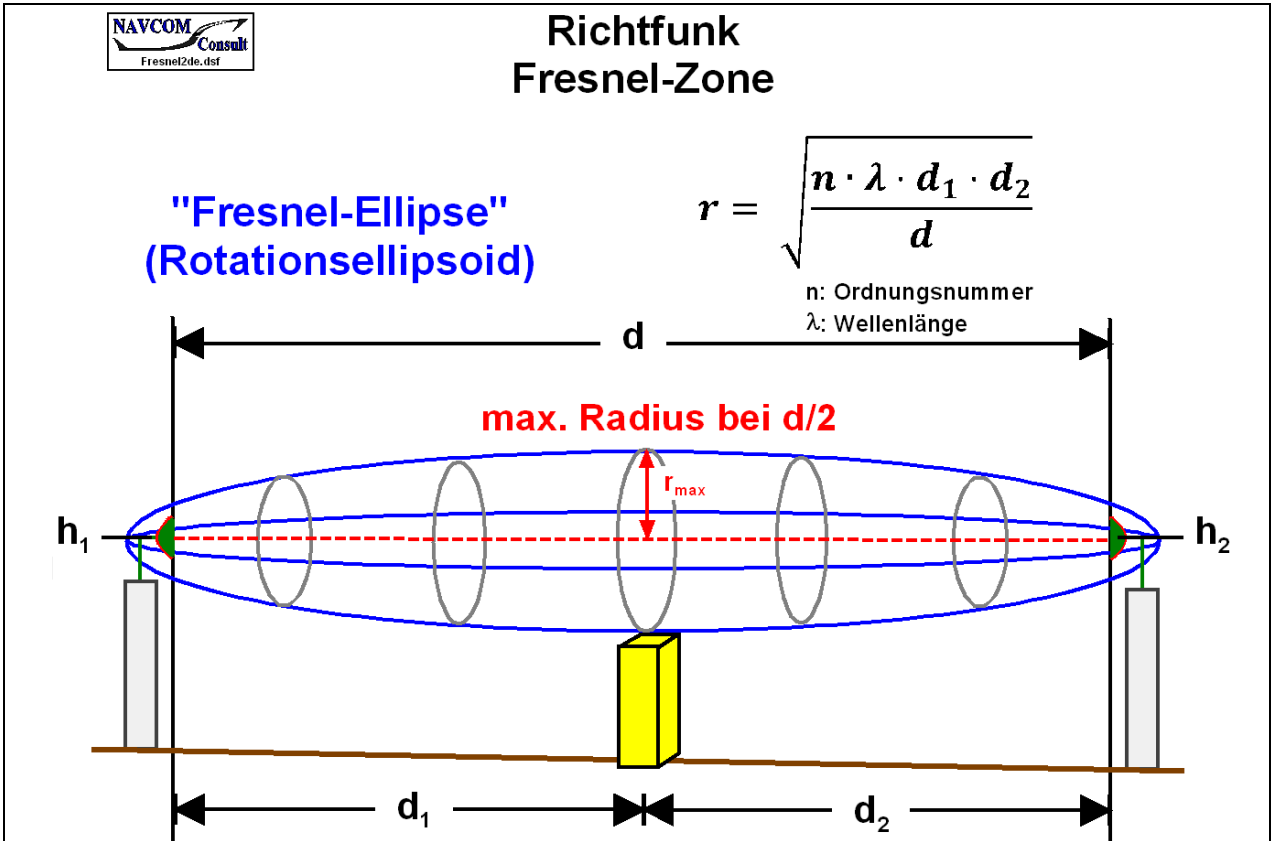 NAVCOM
Consult
Fresnel2de.dsf
Richtfunk
Fresnel-Zone
"Fresnel-Ellipse"
(Rotationsellipsoid)
r = √(n · λ · d₁ · d₂ / d)
n: Ordnungsnummer
λ: Wellenlänge
d
max. Radius bei d/2
rmax
h₁
h₂
d₁
d₂